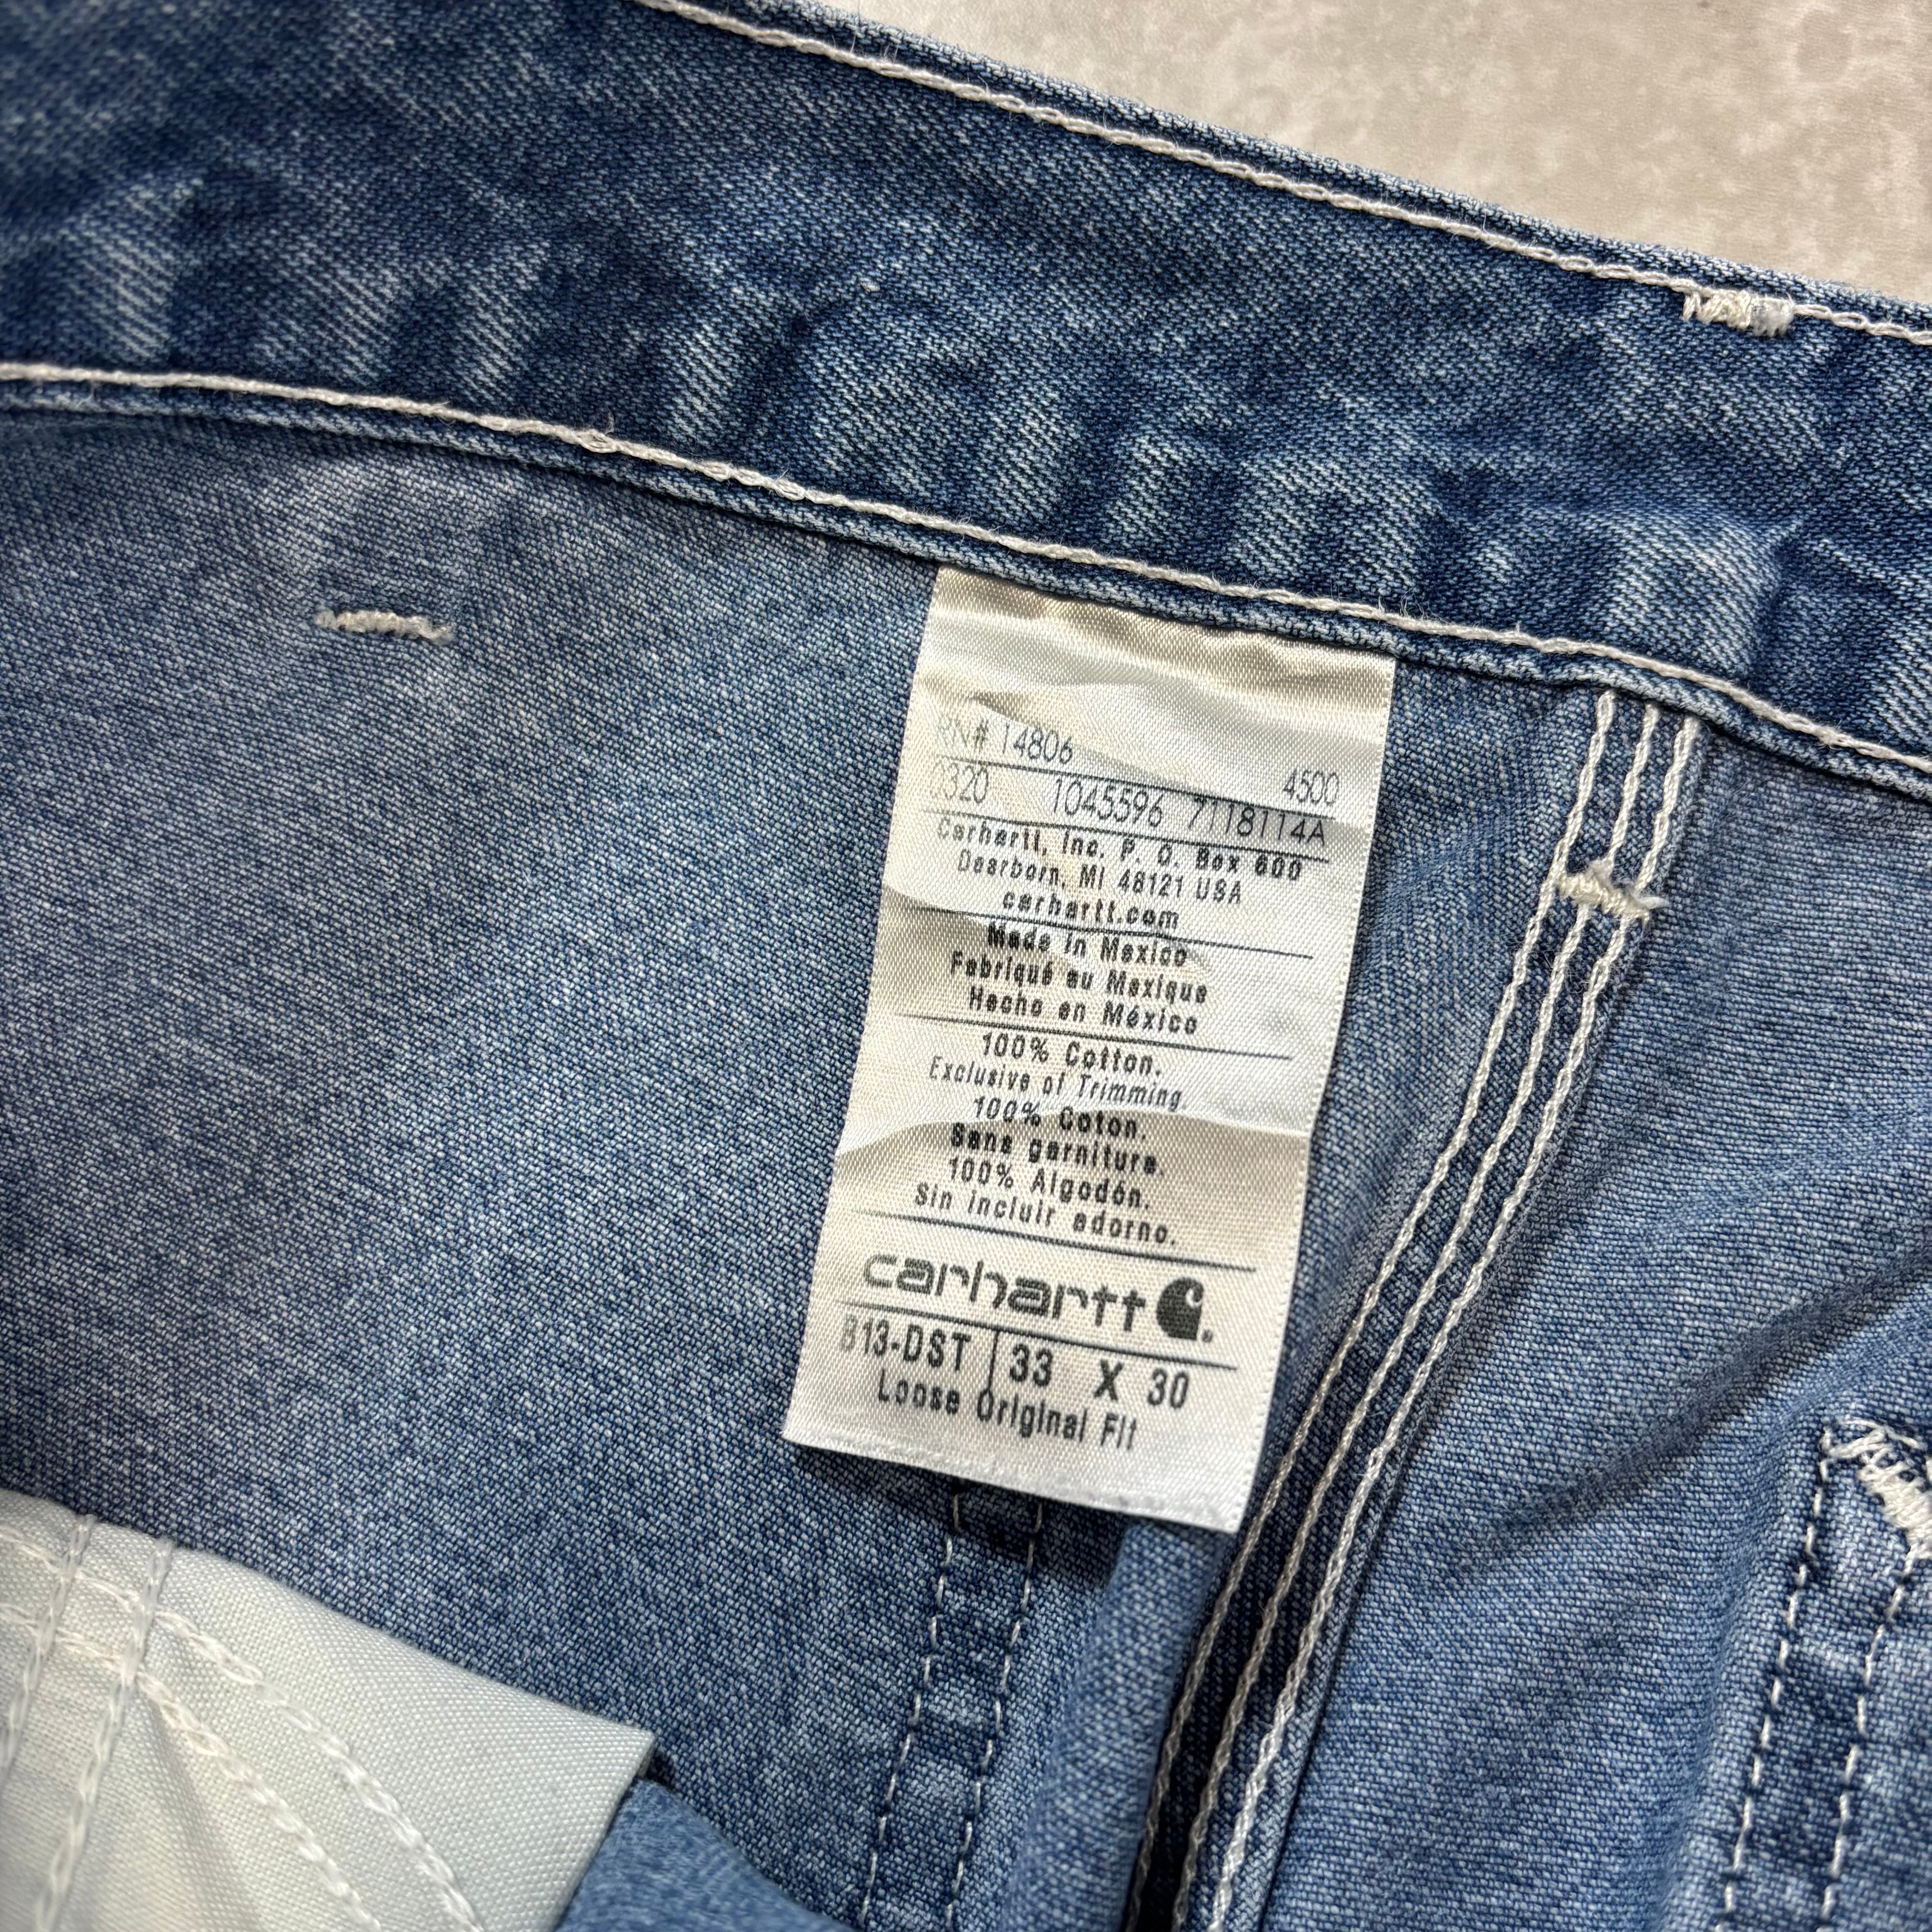 RN# 14806 4500
0320 1045596 7118114A
Carhartt, Inc. P. O. Box 600
Dearborn, MI 48121 USA
carhartt.com
Made in Mexico
Fabriqué au Mexique
Hecho en México
100% Cotton.
Exclusive of Trimming.
100% Coton.
Sans garniture.
100% Algodón.
Sin incluir adorno.
carhartt
B13-DST 33 X 30
Loose Original Fit